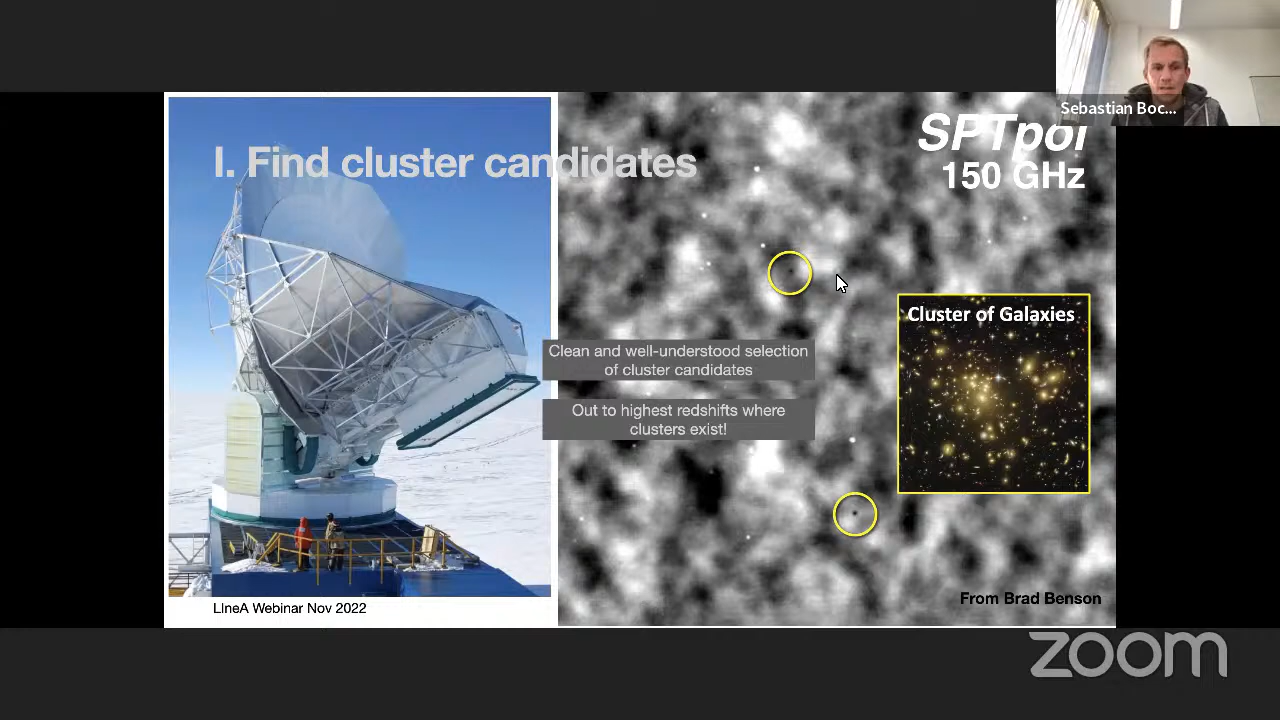 Sebastian Boc...
I. Find cluster candidates
SPTpol
150 GHz
Cluster of Galaxies
Clean and well-understood selection
of cluster candidates
Out to highest redshifts where
clusters exist!
From Brad Benson
LIneA Webinar Nov 2022
zoom